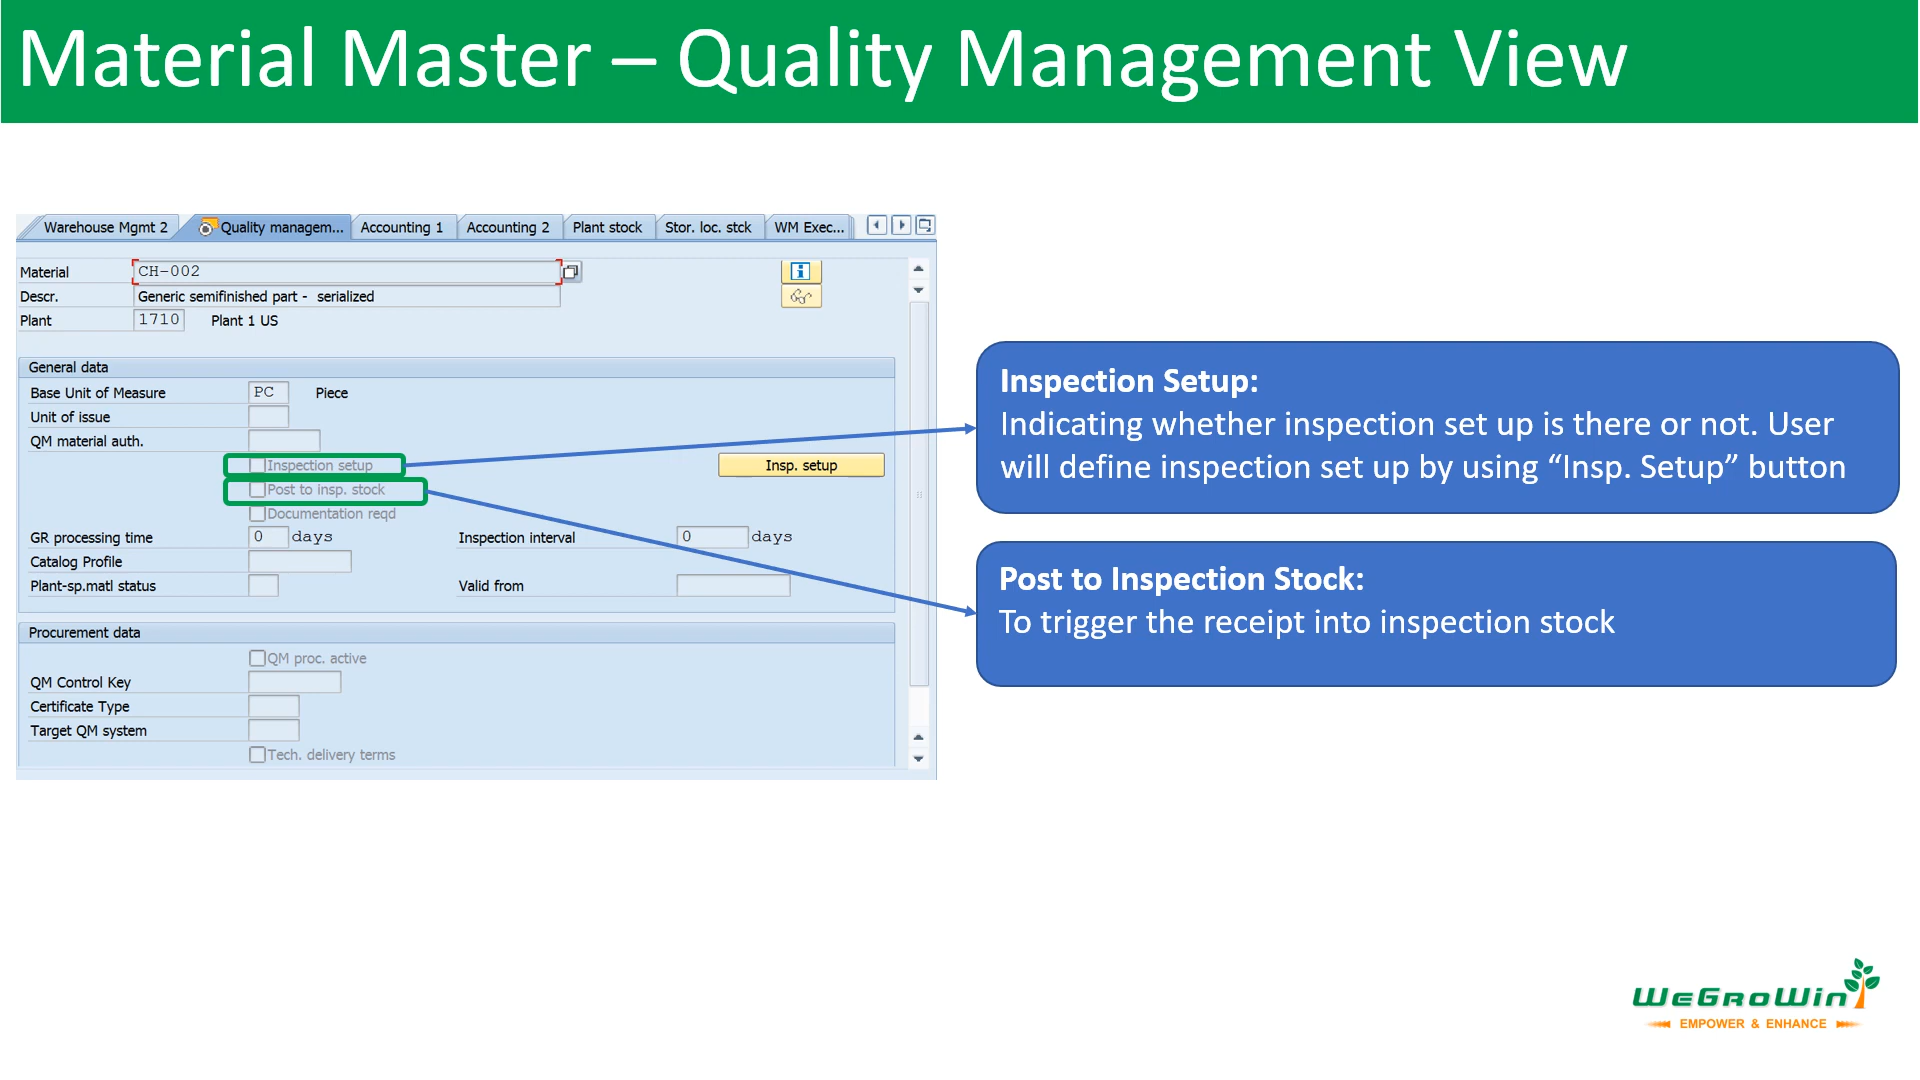 Material Master – Quality Management View
Warehouse Mgmt 2 Quality managem... Accounting 1 Accounting 2 Plant stock Stor. loc. stck WM Exec...
Material CH-002
Descr. Generic semifinished part - serialized
Plant 1710 Plant 1 US
General data
Base Unit of Measure PC Piece
Unit of issue
QM material auth.
Inspection setup Insp. setup
Post to insp. stock
Documentation reqd
GR processing time 0 days Inspection interval 0 days
Catalog Profile
Plant-sp.matl status Valid from
Procurement data
QM proc. active
QM Control Key
Certificate Type
Target QM system
Tech. delivery terms
Inspection Setup:
Indicating whether inspection set up is there or not. User
will define inspection set up by using “Insp. Setup” button
Post to Inspection Stock:
To trigger the receipt into inspection stock
WeGroWin
EMPOWER & ENHANCE